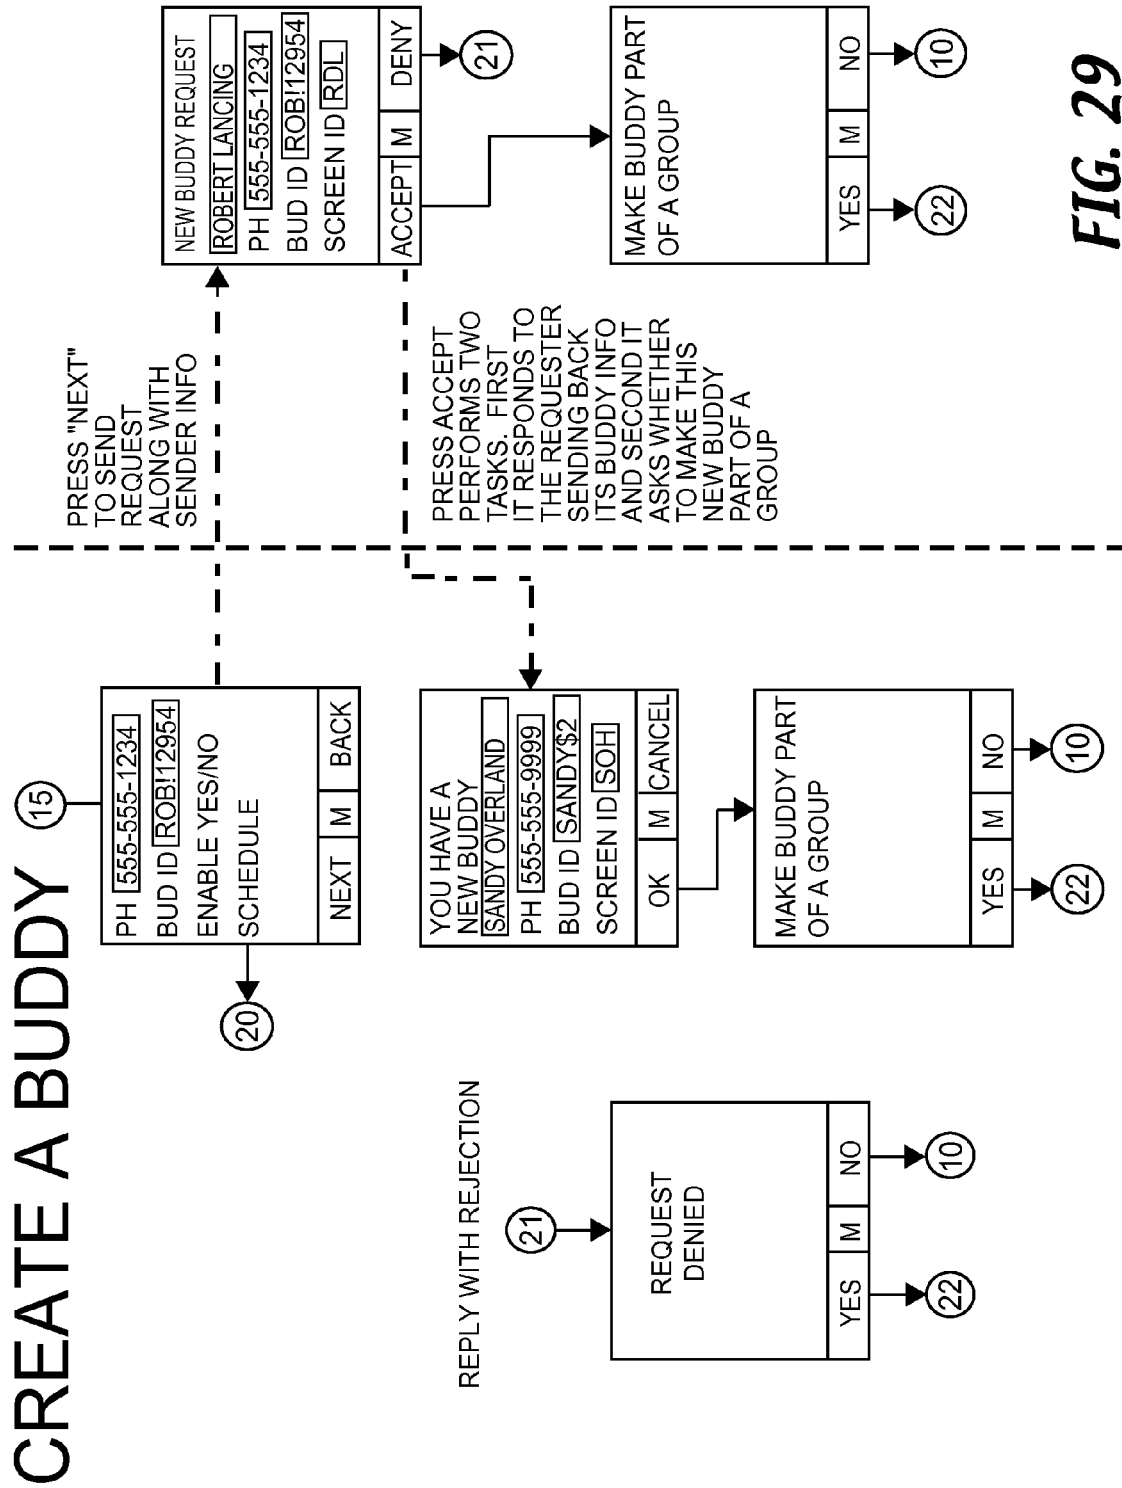 CREATE A BUDDY
15
PH 555-555-1234
BUD ID ROB!12954
ENABLE YES/NO
SCHEDULE
NEXT M BACK
20
PRESS "NEXT"
TO SEND
REQUEST
ALONG WITH
SENDER INFO
NEW BUDDY REQUEST
ROBERT LANCING
PH 555-555-1234
BUD ID ROB!12954
SCREEN ID RDL
ACCEPT M DENY
21
PRESS ACCEPT
PERFORMS TWO
TASKS. FIRST
IT RESPONDS TO
THE REQUESTER
SENDING BACK
ITS BUDDY INFO
AND SECOND IT
ASKS WHETHER
TO MAKE THIS
NEW BUDDY
PART OF A
GROUP
YOU HAVE A
NEW BUDDY
SANDY OVERLAND
PH 555-555-9999
BUD ID SANDY$2
SCREEN ID SOH
OK M CANCEL
MAKE BUDDY PART
OF A GROUP
YES M NO
22 10
MAKE BUDDY PART
OF A GROUP
YES M NO
22 10
REPLY WITH REJECTION
21
REQUEST
DENIED
YES M NO
22 10
FIG. 29